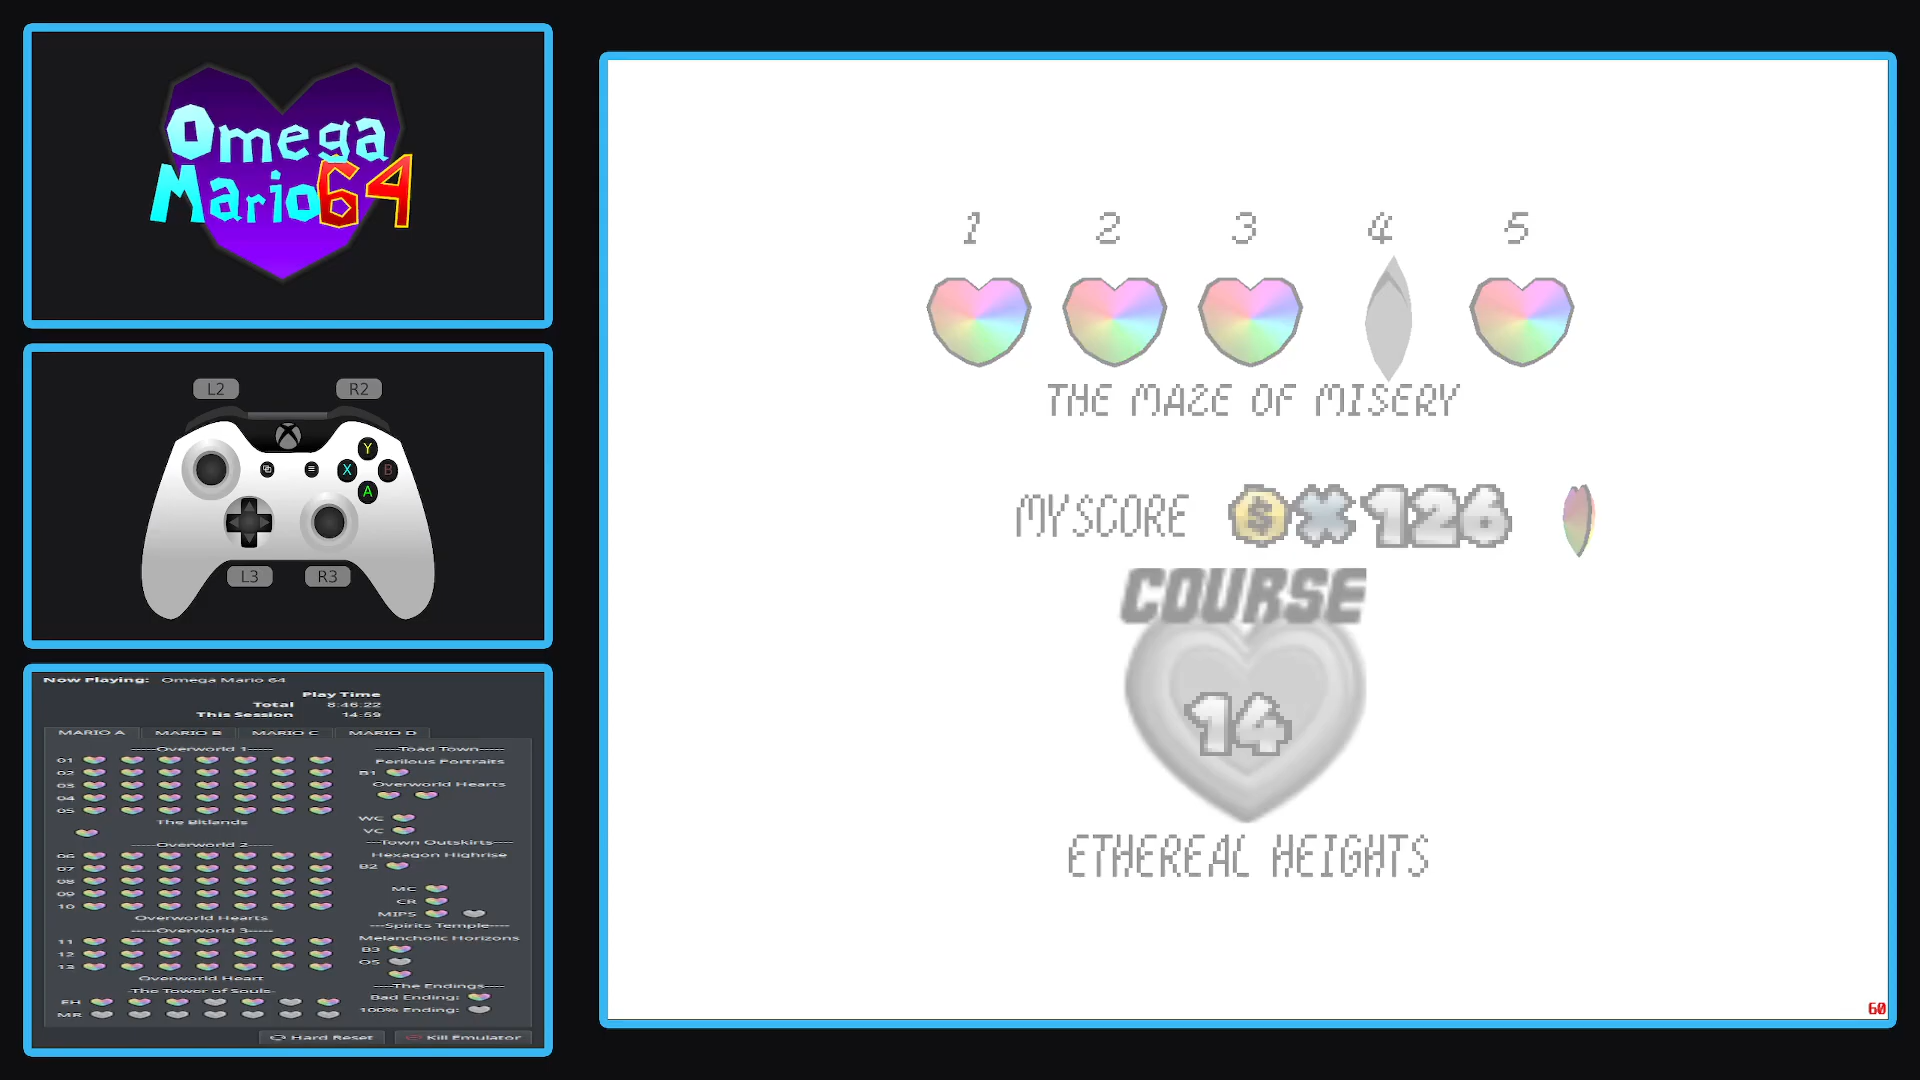 Omega
Mario64
L2
R2
Y
X
B
A
L3
R3
Now Playing: Omega Mario 64
Play Time
Total 8:46:22
This Session 14:59
MARIO A
MARIO B
MARIO C
MARIO D
-----Overworld 1-----
01
02
03
04
05
The Bitlands
-----Overworld 2-----
06
07
08
09
10
Overworld Hearts
-----Overworld 3-----
11
12
13
Overworld Heart
-The Tower of Souls-
EH
MR
-----Toad Town-----
Perilous Portraits
B1
Overworld Hearts
WC
VC
---Town Outskirts---
Hexagon Highrise
B2
MC
CR
MIPS
---Spirits Temple----
Melancholic Horizons
B3
OS
---The Endings----
Bad Ending:
100% Ending:
Hard Reset
Kill Emulator
1 2 3 4 5
THE MAZE OF MISERY
MY SCORE $×126
COURSE
14
ETHEREAL HEIGHTS
60